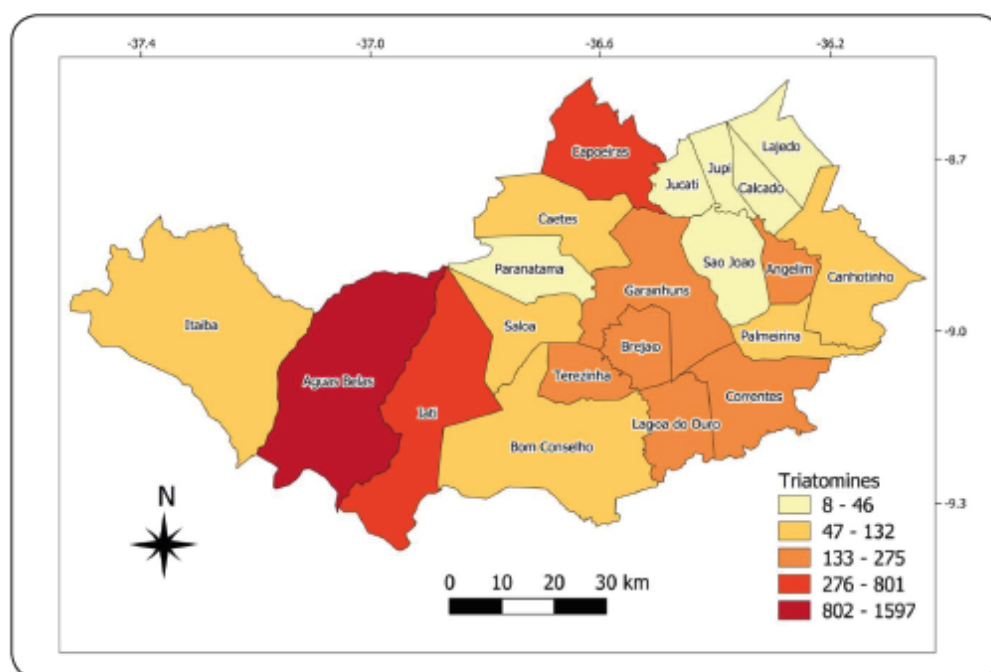 -37.4 -37.0 -36.6 -36.2
Capoeiras
Lajedo
-8.7
Jupi
Jucati
Calcado
Caetes
Paranatama
Sao Joao
Angelim
Canhotinho
Garanhuns
Itaiba
Saloa
-9.0
Palmeirina
Brejao
Aguas Belas
Terezinha
Iati
Correntes
Lagoa do Ouro
Bom Conselho
Triatomines
8 - 46
N
47 - 132
-9.3
133 - 275
0 10 20 30 km
276 - 801
802 - 1597